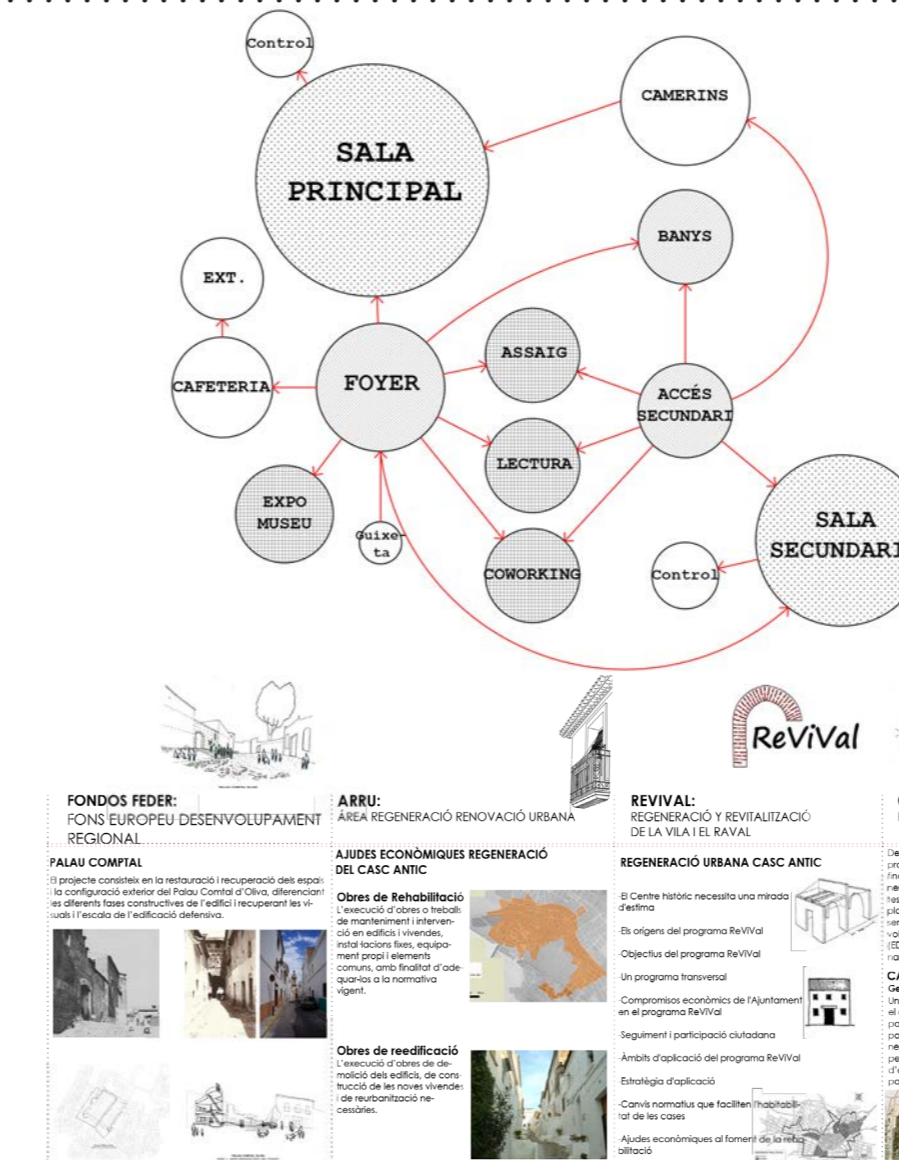 Control
SALA
PRINCIPAL
CAMERINS
BANYS
EXT.
ASSAIG
FOYER
CAFETERIA
ACCÉS
SECUNDARI
LECTURA
EXPO
MUSEU
Guixe-
ta
SALA
SECUNDARI
COWORKING
Control
ReViVal
FONDOS FEDER:
FONS EUROPEU DESENVOLUPAMENT
REGIONAL
PALAU COMPTAL
El projecte consisteix en la restauració i recuperació dels espais
i la configuració exterior del Palau Comtal d'Oliva, diferenciant
les diferents fases constructives de l'edifici i recuperant les vi-
suals i l'escala de l'edificació defensiva.
ARRU:
ÁREA REGENERACIÓ RENOVACIÓ URBANA
AJUDES ECONÒMIQUES REGENERACIÓ
DEL CASC ANTIC
Obres de Rehabilitació
L'execució d'obres o treballs
de manteniment i interven-
ció en edificis i vivendes,
instal·lacions fixes, equipa-
ment propi i elements
comuns, amb finalitat d'ade-
quar-los a la normativa
vigent.
Obres de reedificació
L'execució d'obres de de-
molició dels edificis, de cons-
trucció de les noves vivendes
i de reurbanització ne-
cessàries.
REVIVAL:
REGENERACIÓ Y REVITALITZACIÓ
DE LA VILA I EL RAVAL
REGENERACIÓ URBANA CASC ANTIC
-El Centre històric necessita una mirada
d'estima
-Els orígens del programa ReViVal
-Objectius del programa ReViVal
-Un programa transversal
-Compromisos econòmics de l'Ajuntament
en el programa ReViVal
-Seguiment i participació ciutadana
-Àmbits d'aplicació del programa ReViVal
-Estratègia d'aplicació
-Canvis normatius que faciliten l'habitabili-
tat de les cases
-Ajudes econòmiques al foment de la reha-
bilitació